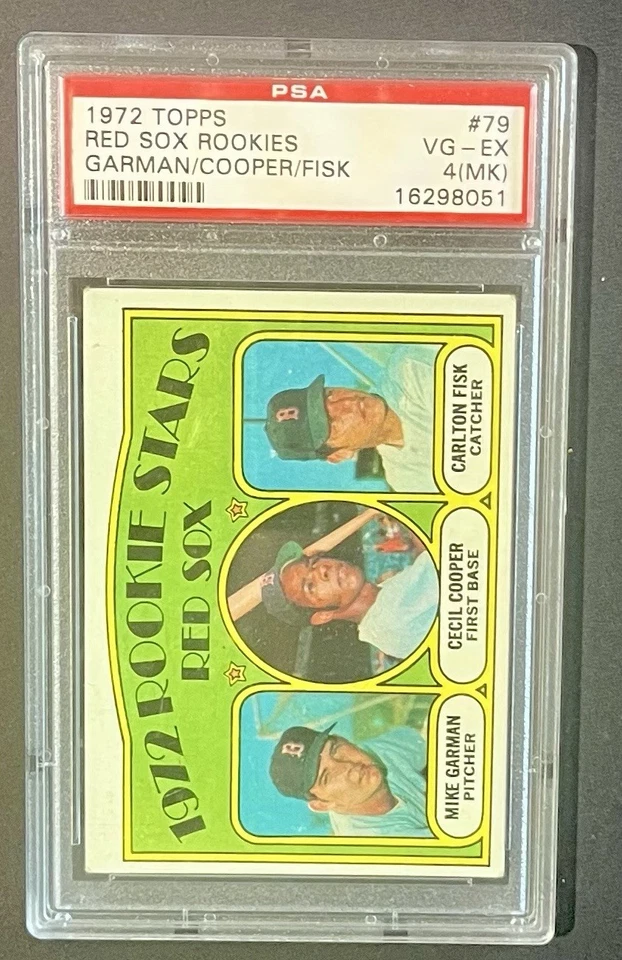 PSA
1972 TOPPS #79
RED SOX ROOKIES VG-EX
GARMAN/COOPER/FISK 4(MK)
16298051
1972 ROOKIE STARS
RED SOX
MIKE GARMAN
PITCHER
CECIL COOPER
FIRST BASE
CARLTON FISK
CATCHER
B
B
B